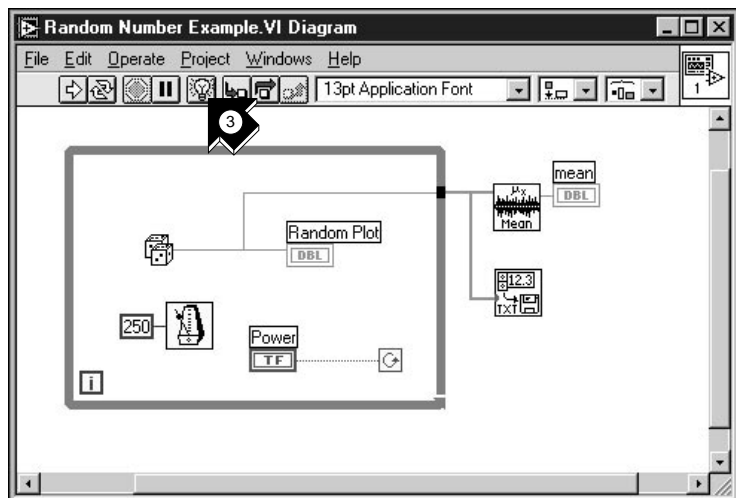 Random Number Example.VI Diagram
File Edit Operate Project Windows Help
13pt Application Font
1
3
mean
DBL
μx
Mean
Random Plot
DBL
12.3
TXT
250
Power
TF
i